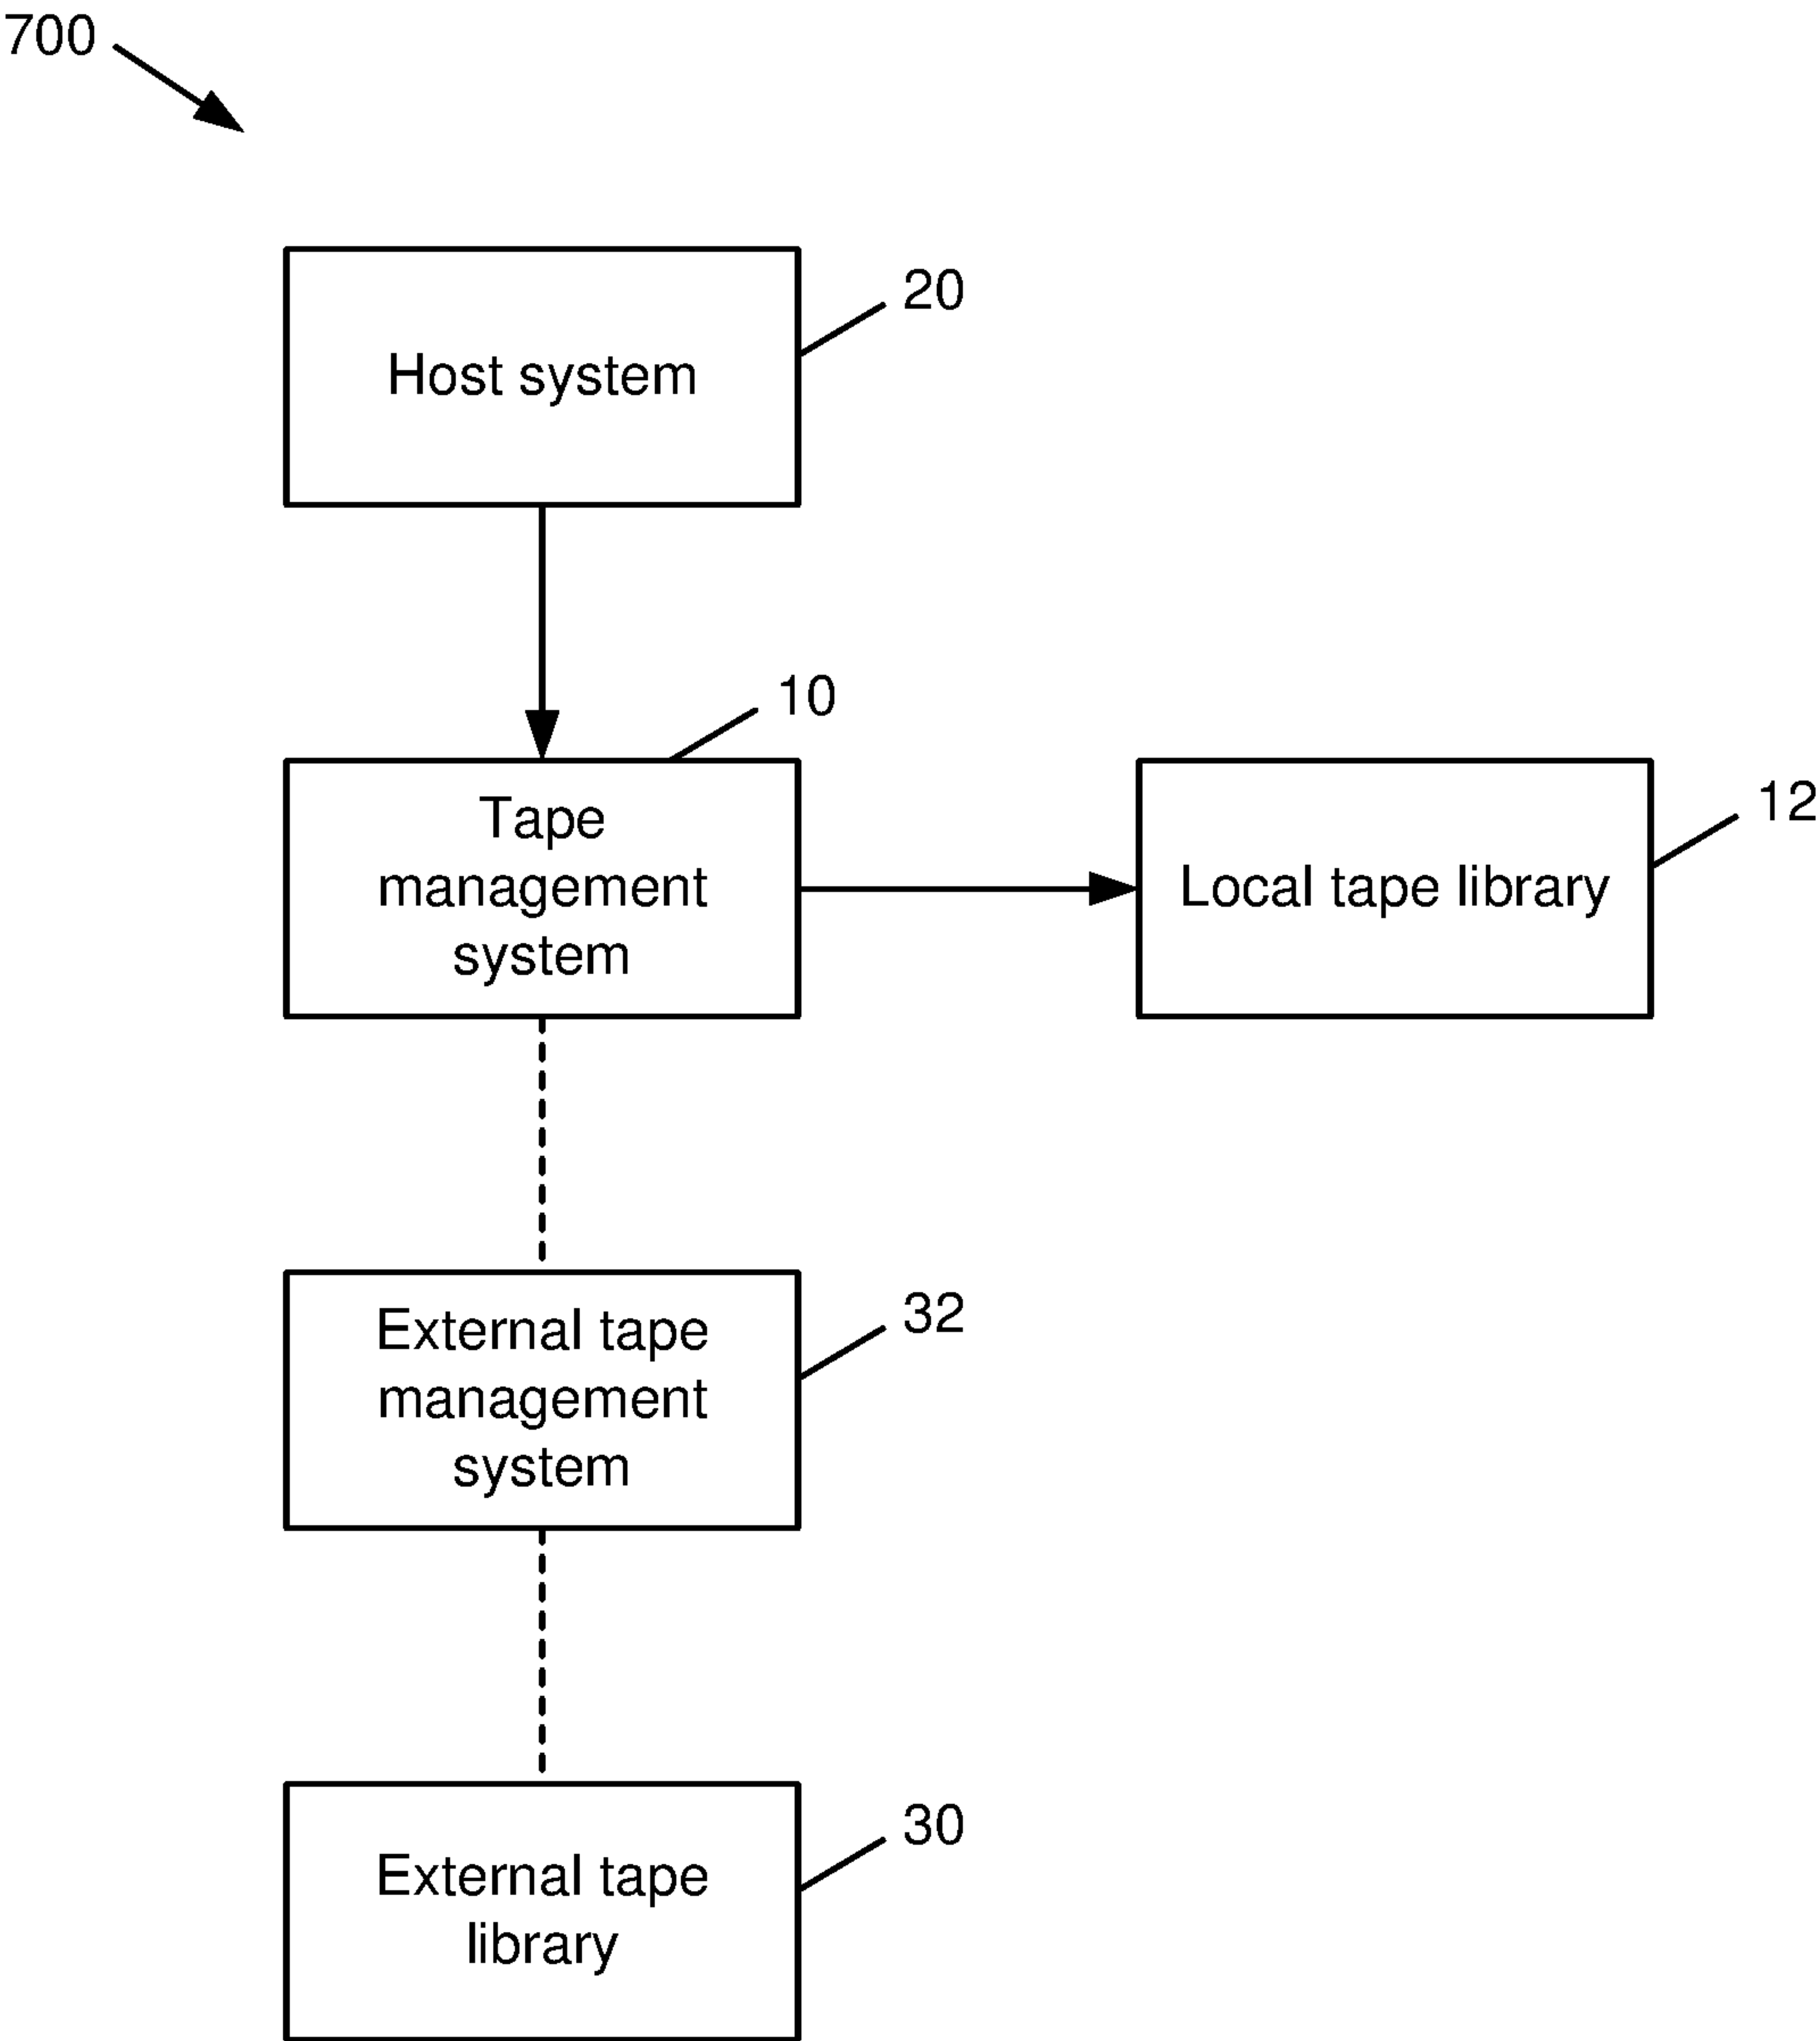 700
20
Host system
10
Tape
management
system
12
Local tape library
32
External tape
management
system
30
External tape
library